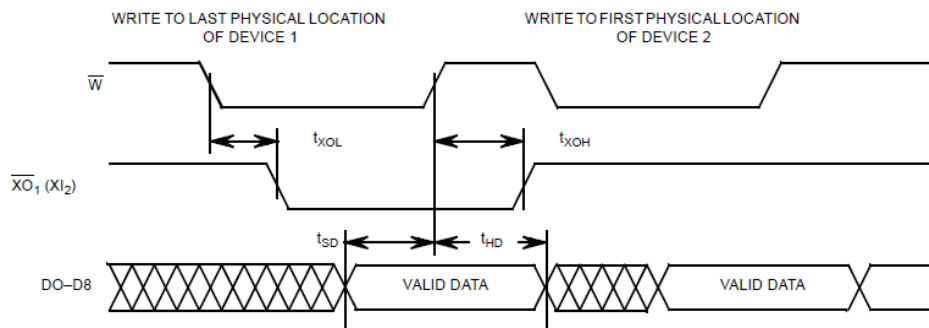 WRITE TO LAST PHYSICAL LOCATION
OF DEVICE 1
WRITE TO FIRST PHYSICAL LOCATION
OF DEVICE 2
W̅
tXOL
tXOH
X̅O̅1 (XI2)
tSD
tHD
DO–D8
VALID DATA
VALID DATA